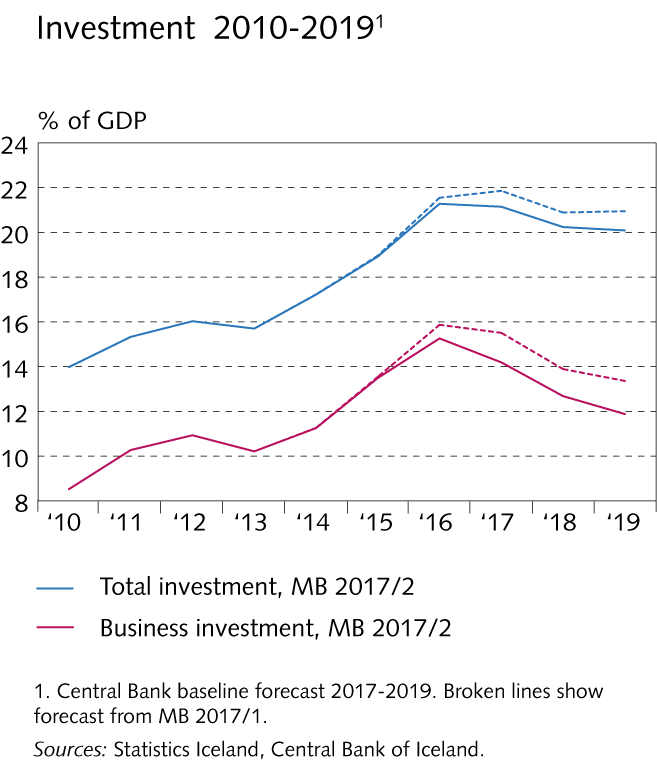 Investment 2010-2019¹
% of GDP
24
22
20
18
16
14
12
10
8
‘10 ‘11 ‘12 ‘13 ‘14 ‘15 ‘16 ‘17 ‘18 ‘19
Total investment, MB 2017/2
Business investment, MB 2017/2
1. Central Bank baseline forecast 2017-2019. Broken lines show
forecast from MB 2017/1.
Sources: Statistics Iceland, Central Bank of Iceland.